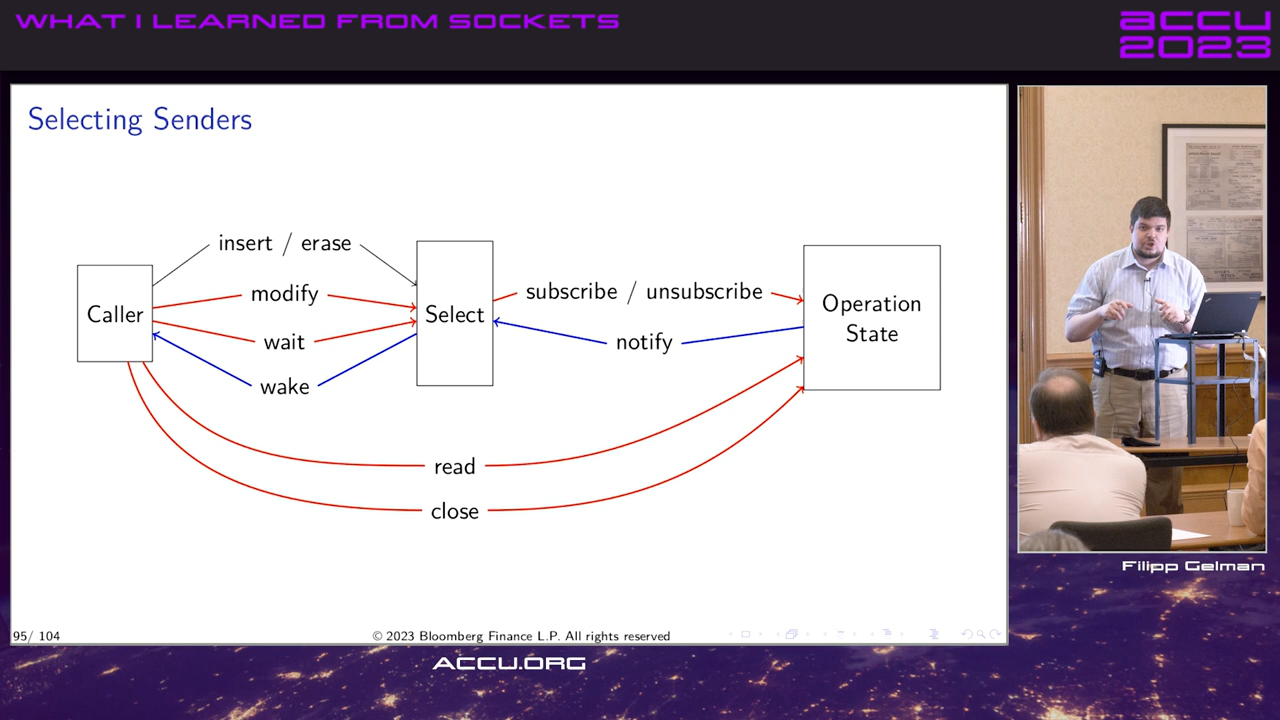 WHAT I LEARNED FROM SOCKETS
ACCU
2023
Selecting Senders
insert / erase
modify
Caller
wait
wake
Select
subscribe / unsubscribe
notify
Operation
State
read
close
95/ 104
© 2023 Bloomberg Finance L.P. All rights reserved
Filipp Gelman
ACCU.ORG